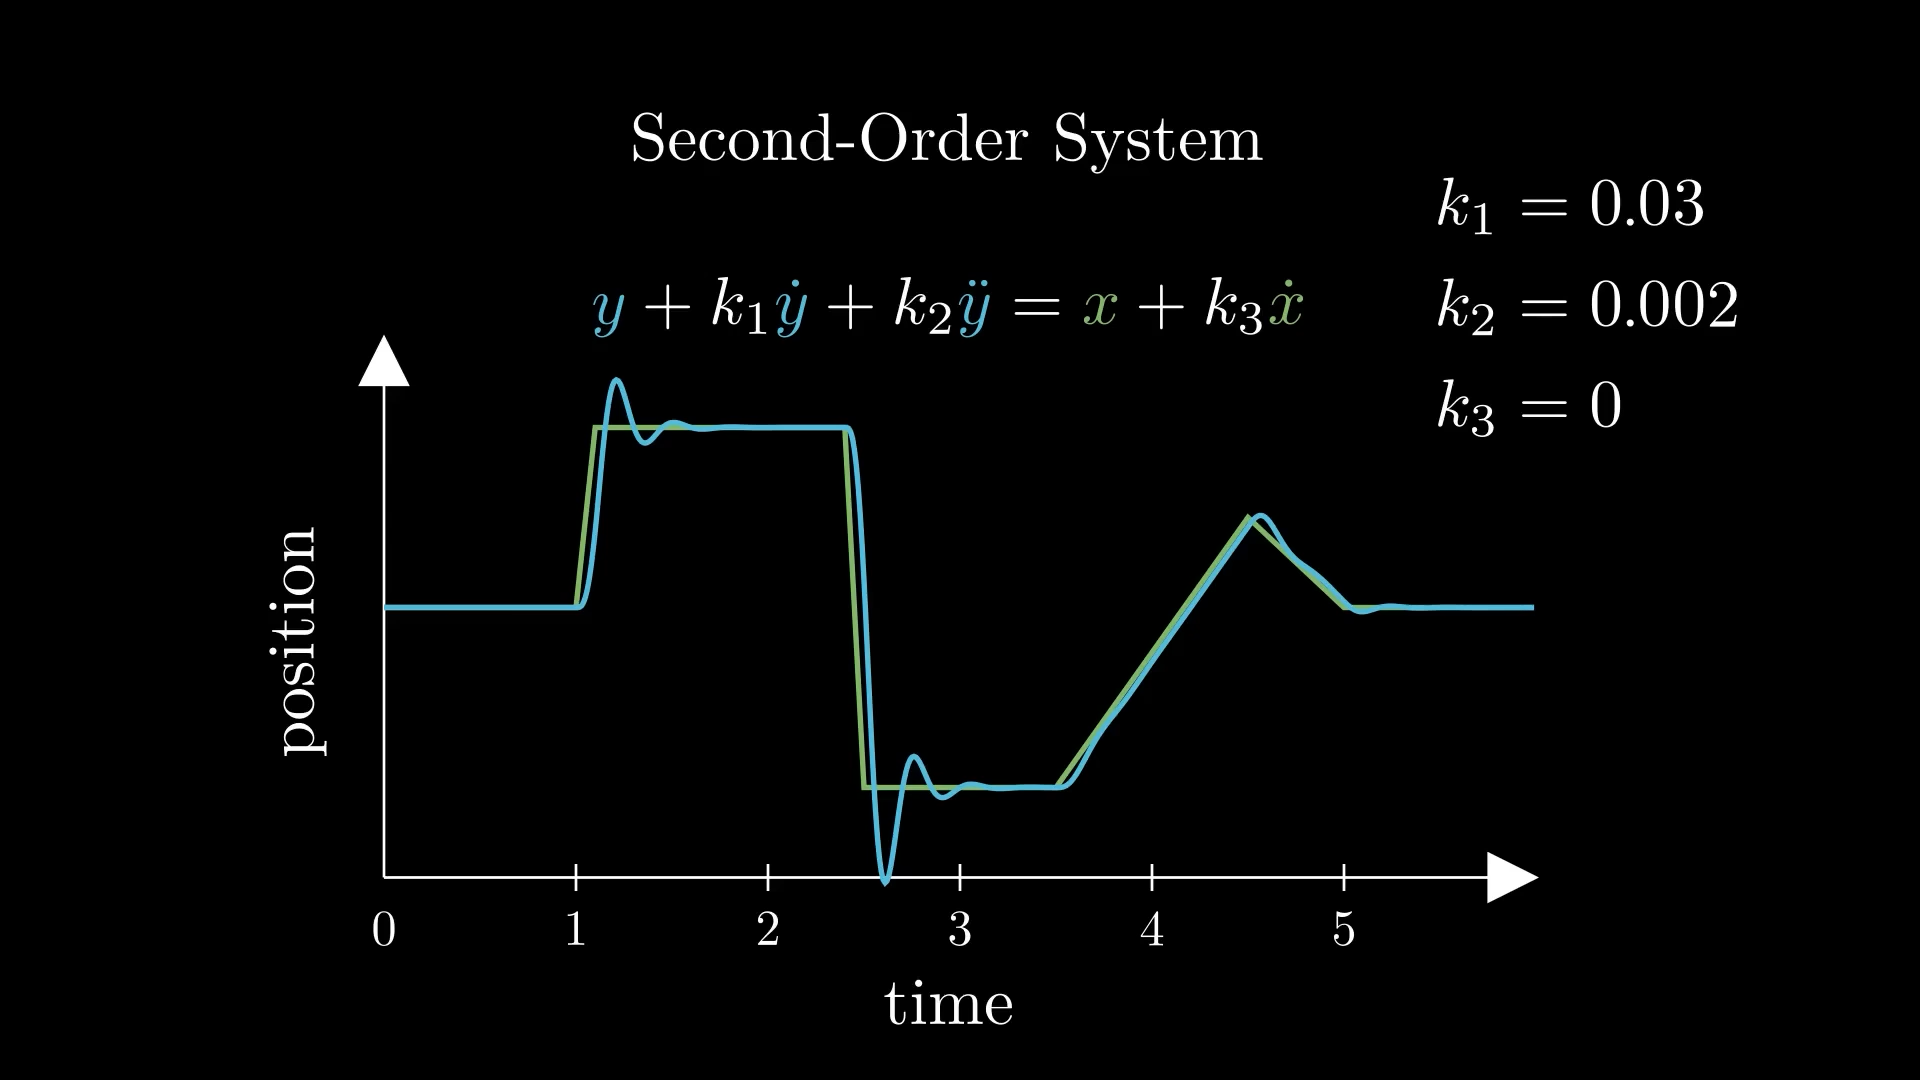 Second-Order System
k₁ = 0.03
y + k₁ẏ + k₂ÿ = x + k₃ẋ
k₂ = 0.002
k₃ = 0
position
0 1 2 3 4 5
time